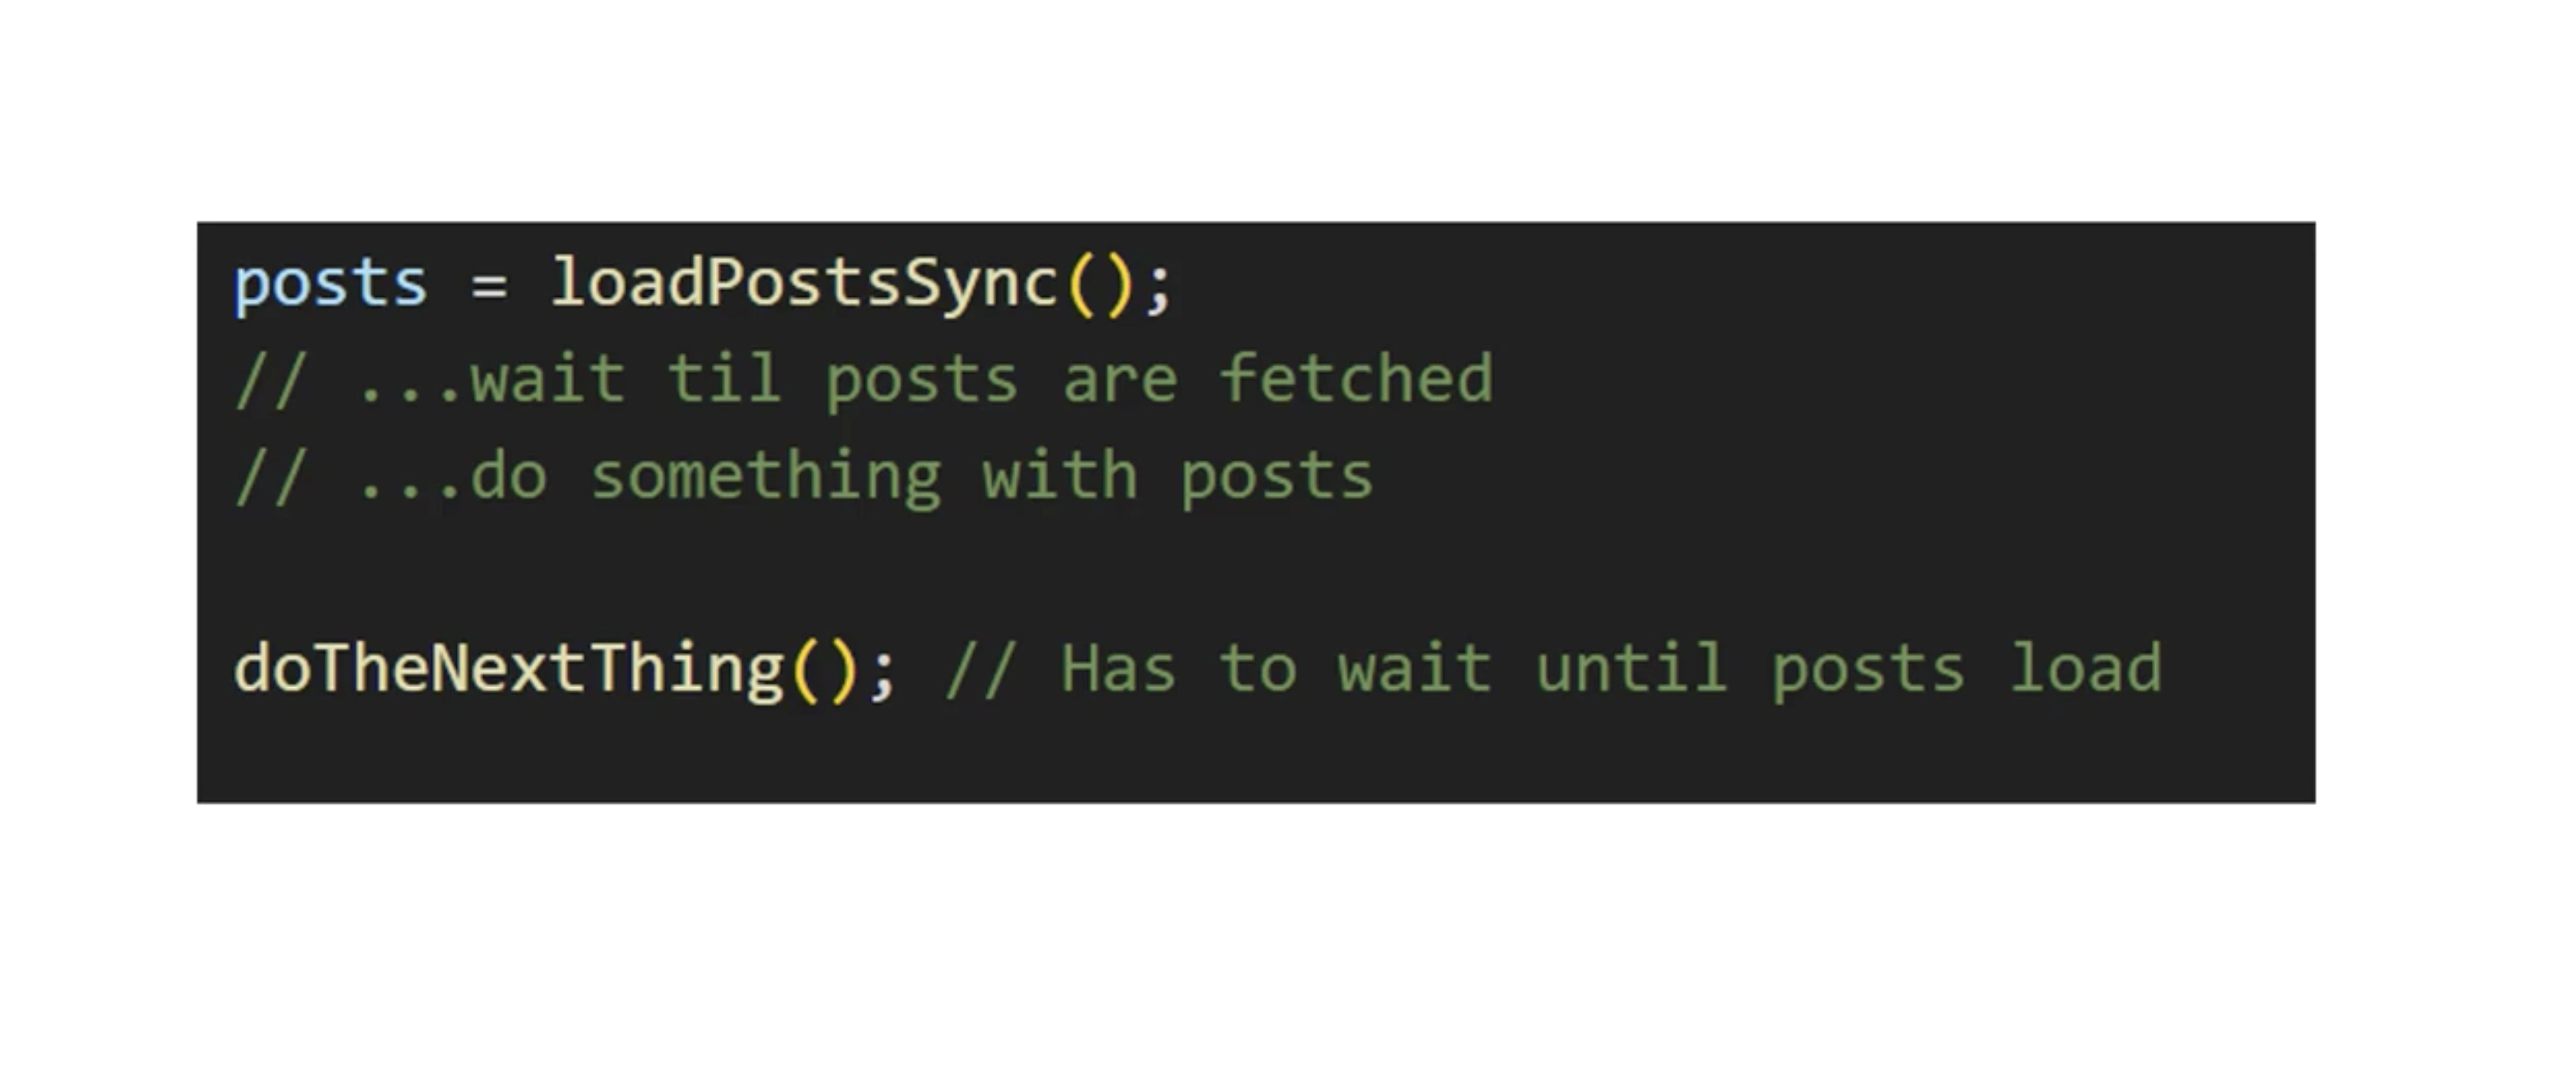 posts = loadPostsSync();
// ...wait til posts are fetched
// ...do something with posts
doTheNextThing(); // Has to wait until posts load